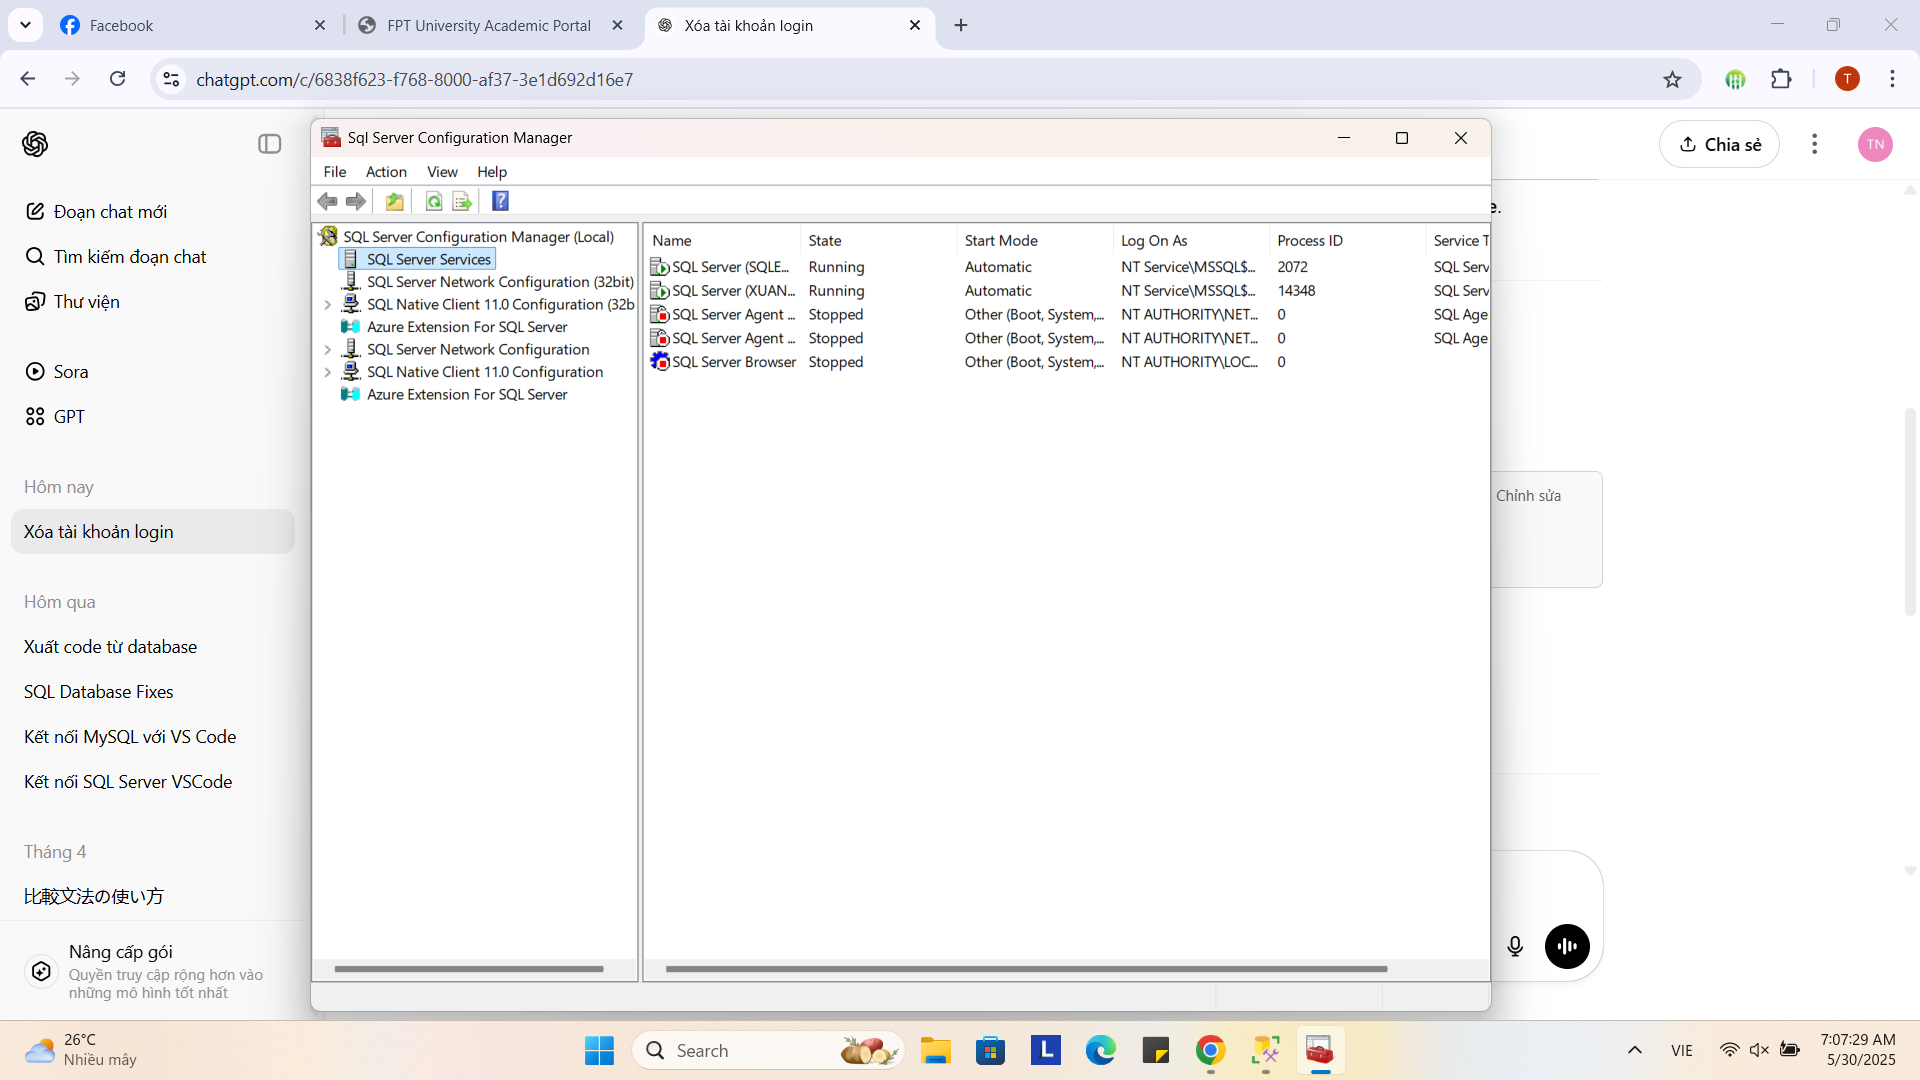 Facebook
FPT University Academic Portal
Xóa tài khoản login
chatgpt.com/c/6838f623-f768-8000-af37-3e1d692d16e7
T
Chia sẻ
TN
Đoạn chat mới
Tìm kiếm đoạn chat
Thư viện
Sora
GPT
Hôm nay
Xóa tài khoản login
Hôm qua
Xuất code từ database
SQL Database Fixes
Kết nối MySQL với VS Code
Kết nối SQL Server VSCode
Tháng 4
比較文法の使い方
Nâng cấp gói
Quyền truy cập rộng hơn vào
những mô hình tốt nhất
Sql Server Configuration Manager
File Action View Help
SQL Server Configuration Manager (Local)
SQL Server Services
SQL Server Network Configuration (32bit)
SQL Native Client 11.0 Configuration (32b
Azure Extension For SQL Server
SQL Server Network Configuration
SQL Native Client 11.0 Configuration
Azure Extension For SQL Server
Name State Start Mode Log On As Process ID Service T
SQL Server (SQLE... Running Automatic NT Service\MSSQL$... 2072 SQL Serv
SQL Server (XUAN... Running Automatic NT Service\MSSQL$... 14348 SQL Serv
SQL Server Agent ... Stopped Other (Boot, System,... NT AUTHORITY\NET... 0 SQL Age
SQL Server Agent ... Stopped Other (Boot, System,... NT AUTHORITY\NET... 0 SQL Age
SQL Server Browser Stopped Other (Boot, System,... NT AUTHORITY\LOC... 0
e.
Chỉnh sửa
26°C
Nhiều mây
Search
L
VIE
7:07:29 AM
5/30/2025